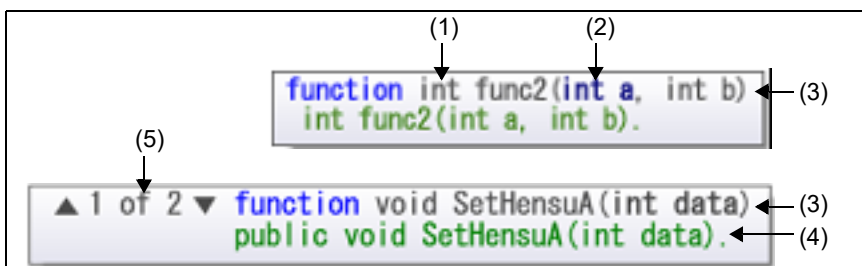 (1) (2)
function int func2(int a, int b) (3)
int func2(int a, int b).
(5)
▲ 1 of 2 ▼ function void SetHensuA(int data) (3)
public void SetHensuA(int data). (4)